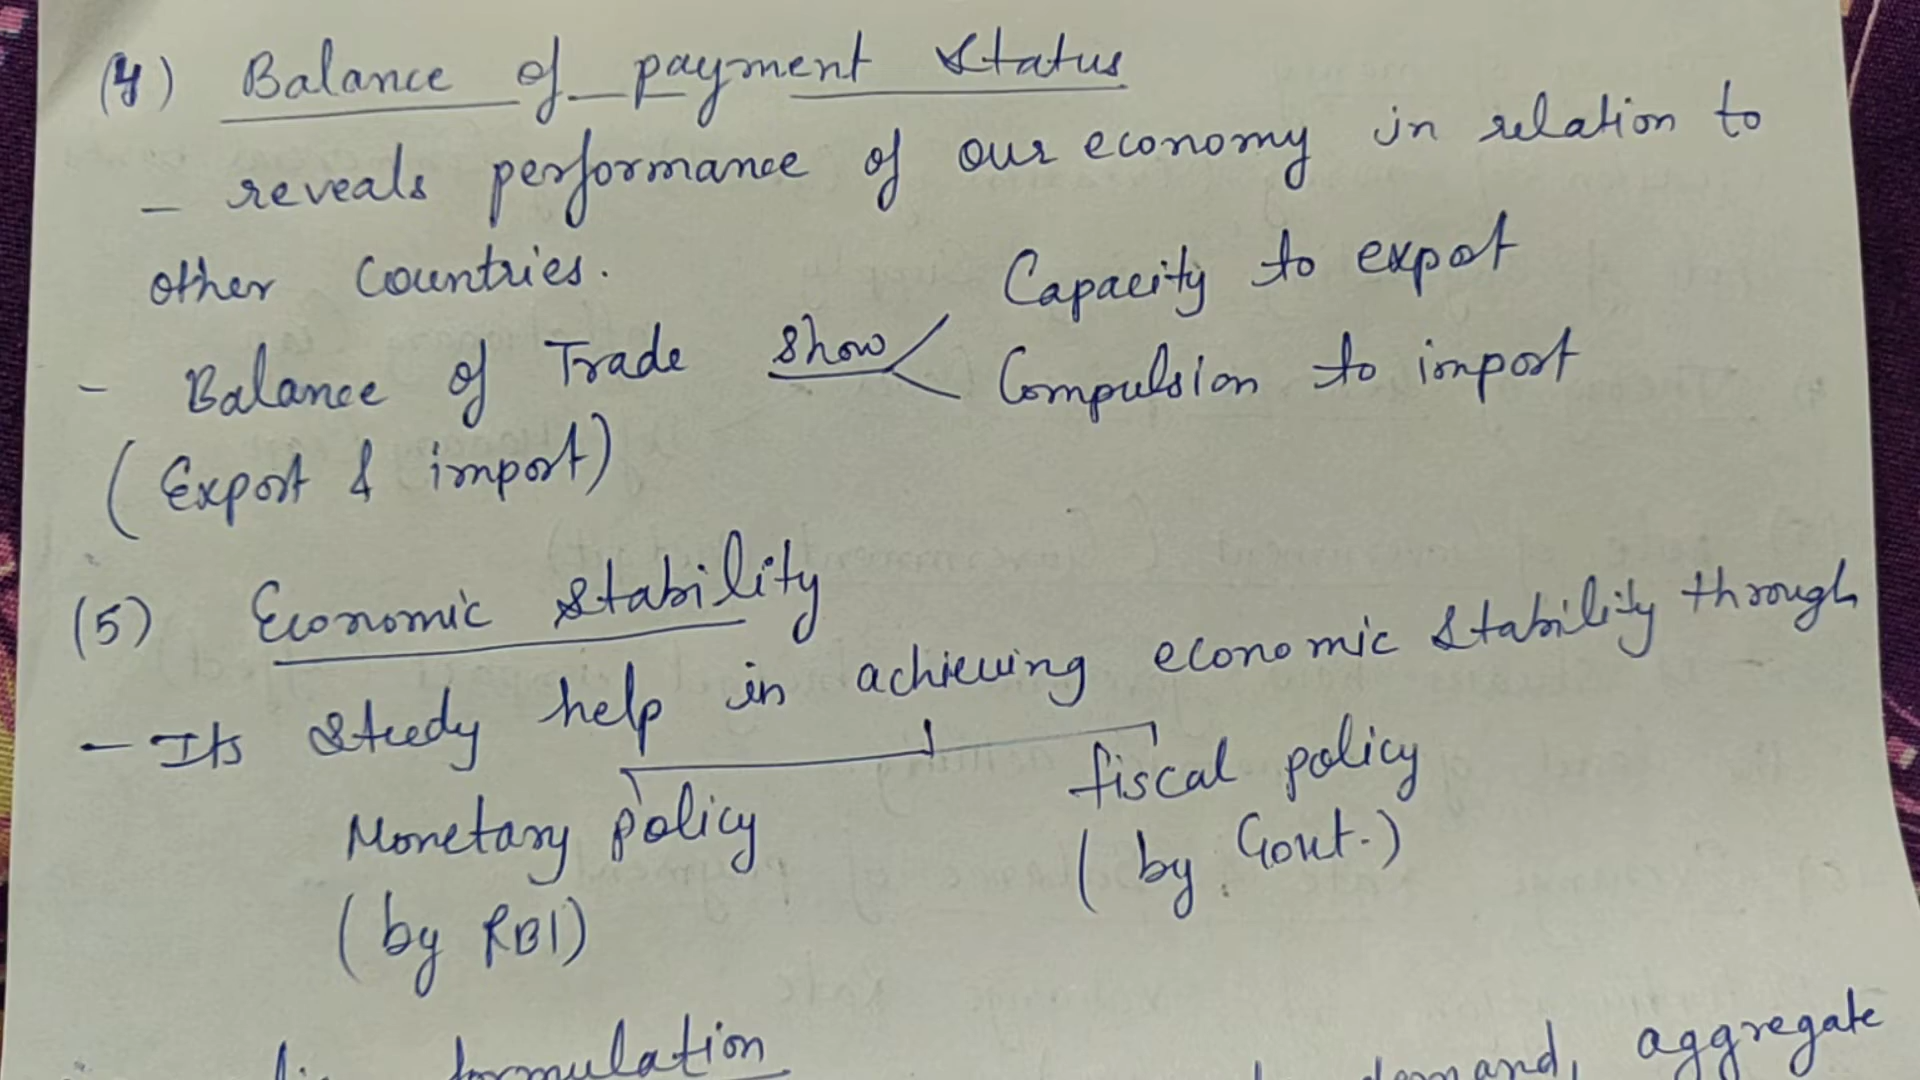 (4) Balance of payment status
- reveals performance of our economy in relation to
other Countries.
- Balance of Trade show < Capacity to export
Compulsion to import
(Export & import)
(5) Economic stability
- Its study help in achieving economic stability through
Monetary policy
fiscal policy
(by RBI)
(by Govt.)
formulation
demand, aggregate